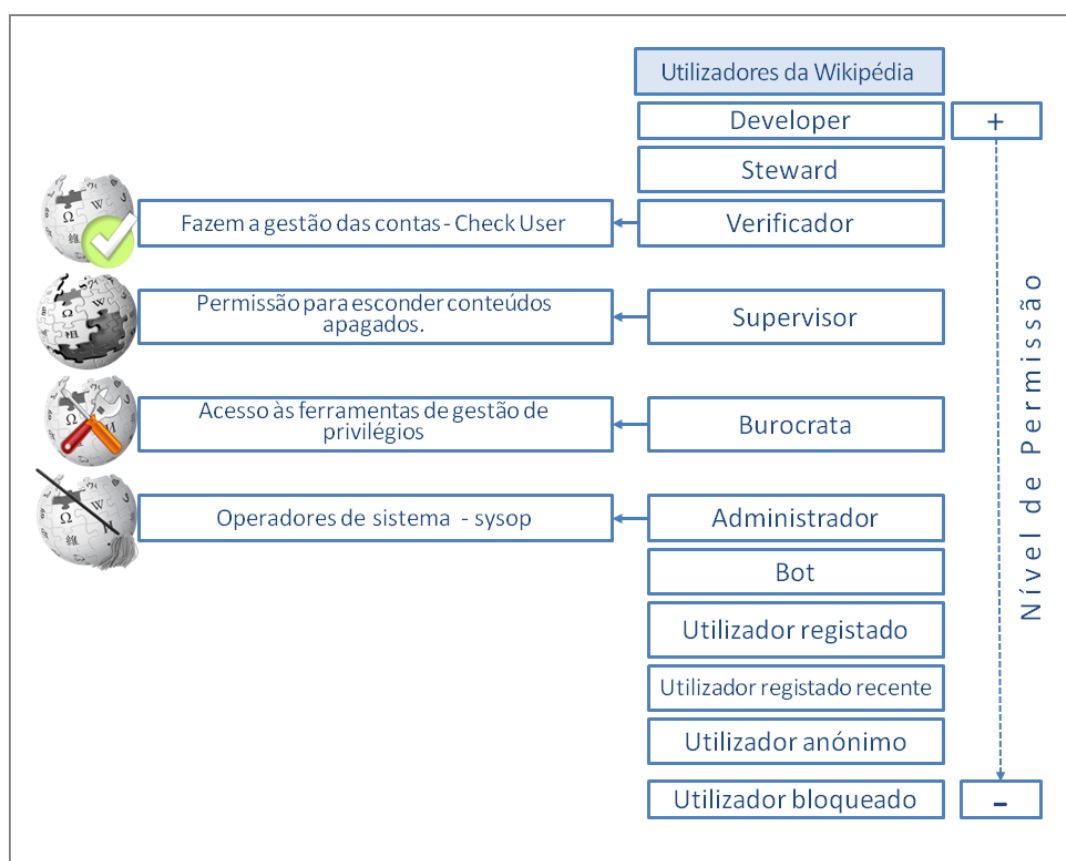 Utilizadores da Wikipédia
Developer
+
Steward
Fazem a gestão das contas - Check User
Verificador
Permissão para esconder conteúdos
apagados.
Supervisor
Acesso às ferramentas de gestão de
privilégios
Burocrata
Operadores de sistema - sysop
Administrador
Bot
Utilizador registado
Utilizador registado recente
Utilizador anónimo
Utilizador bloqueado
-
Nível de Permissão